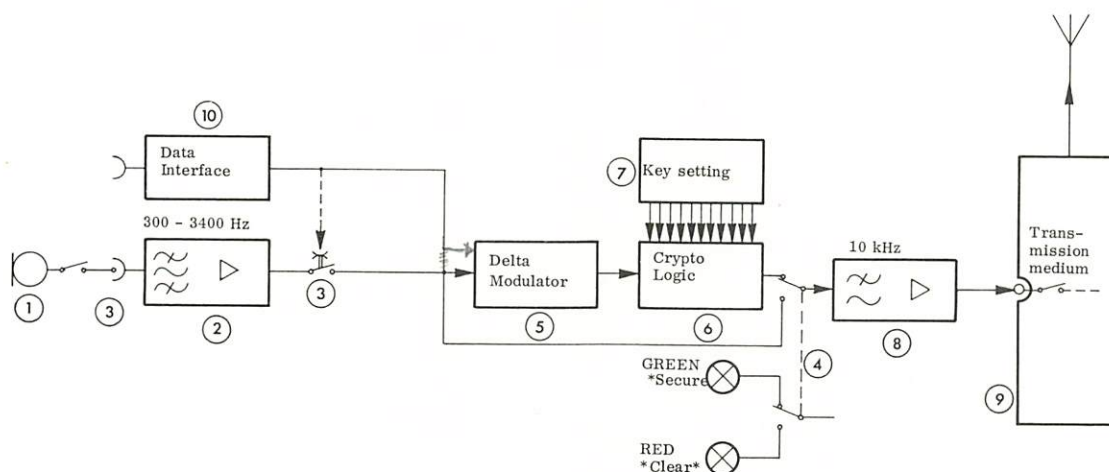 10
Data
Interface
300 - 3400 Hz
1
3
2
3
Delta
Modulator
5
7
Key setting
Crypto
Logic
6
10 kHz
8
4
GREEN
*Secure
RED
*Clear*
Trans-
mission
medium
9